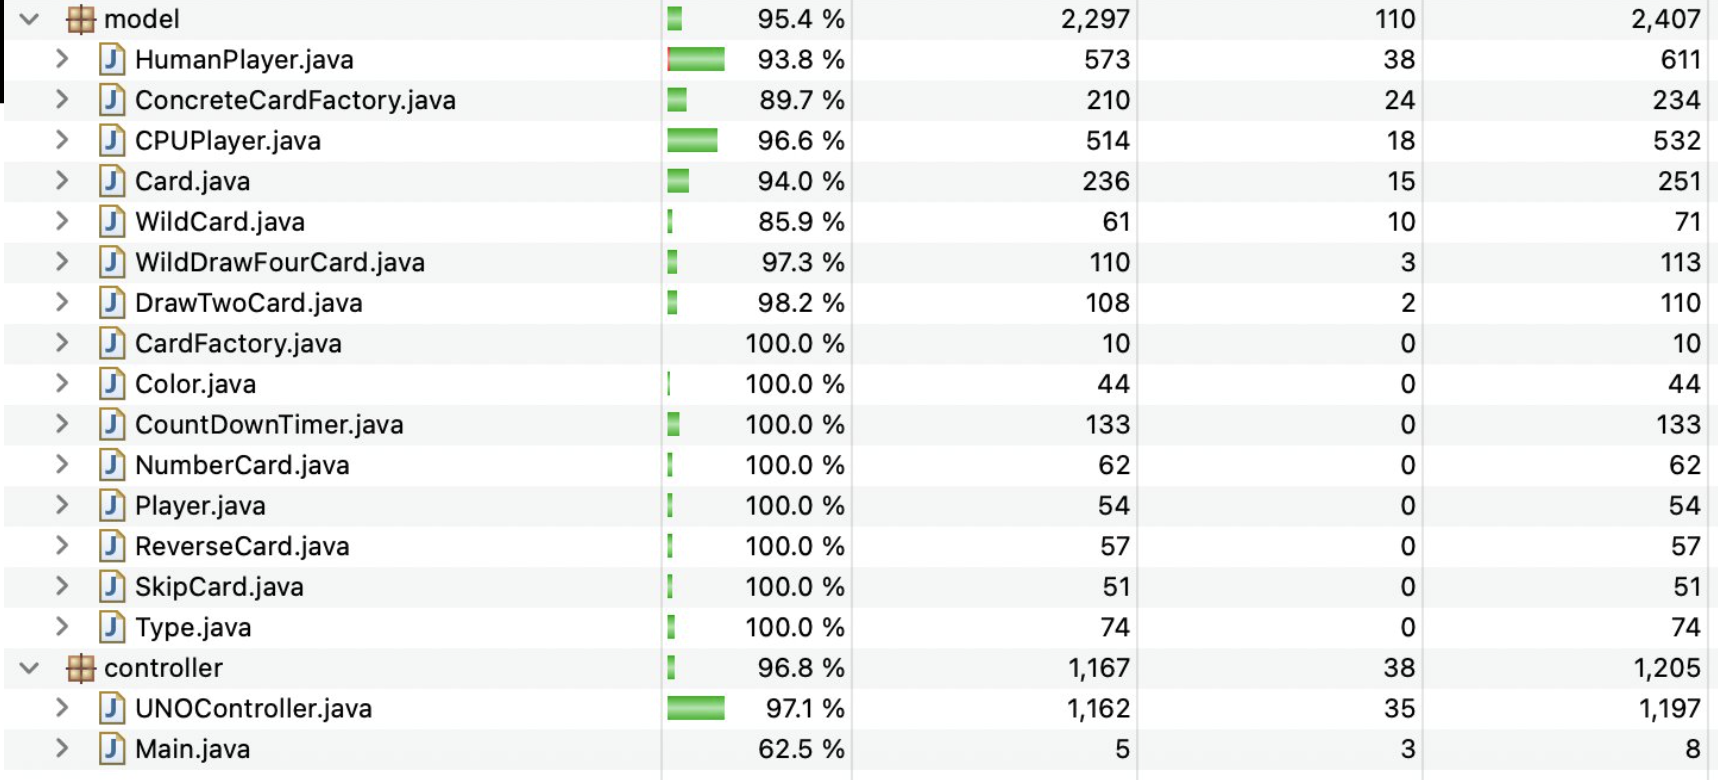 model 95.4 % 2,297 110 2,407
J HumanPlayer.java 93.8 % 573 38 611
J ConcreteCardFactory.java 89.7 % 210 24 234
J CPUPlayer.java 96.6 % 514 18 532
J Card.java 94.0 % 236 15 251
J WildCard.java 85.9 % 61 10 71
J WildDrawFourCard.java 97.3 % 110 3 113
J DrawTwoCard.java 98.2 % 108 2 110
J CardFactory.java 100.0 % 10 0 10
J Color.java 100.0 % 44 0 44
J CountDownTimer.java 100.0 % 133 0 133
J NumberCard.java 100.0 % 62 0 62
J Player.java 100.0 % 54 0 54
J ReverseCard.java 100.0 % 57 0 57
J SkipCard.java 100.0 % 51 0 51
J Type.java 100.0 % 74 0 74
controller 96.8 % 1,167 38 1,205
J UNOController.java 97.1 % 1,162 35 1,197
J Main.java 62.5 % 5 3 8